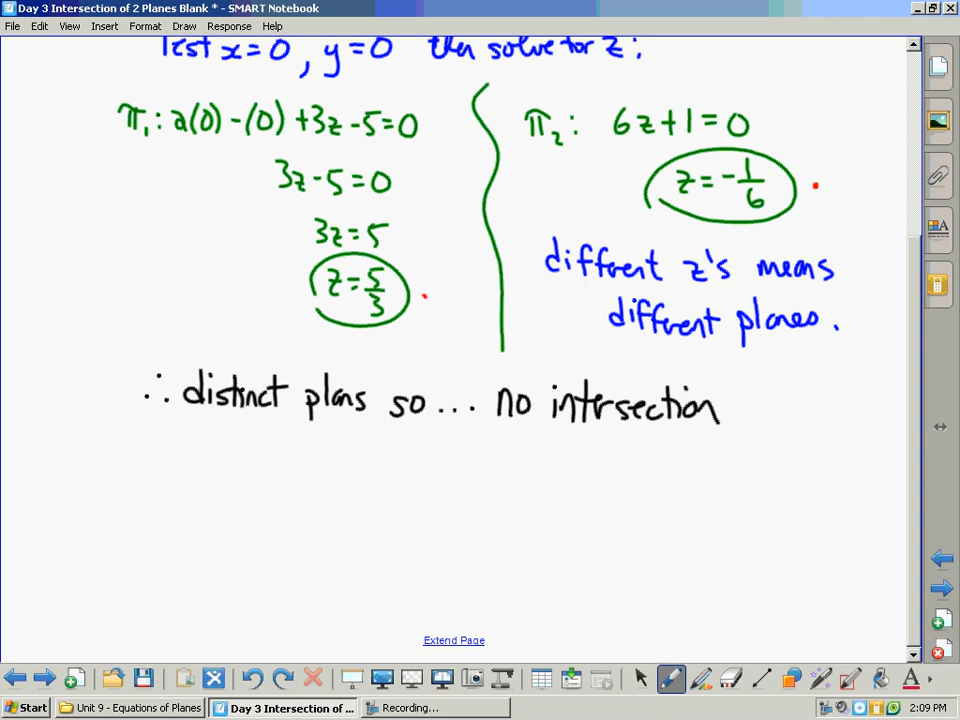 Day 3 Intersection of 2 Planes Blank * - SMART Notebook
File Edit View Insert Format Draw Response Help
Test x=0, y=0 then solve for z:
π₁: 2(0) - (0) + 3z - 5 = 0
3z - 5 = 0
3z = 5
z = 5/3
π₂: 6z + 1 = 0
z = -1/6
different z's means
different planes.
∴ distinct plans so... no intersection
Extend Page
A
Start Unit 9 - Equations of Planes Day 3 Intersection of ... Recording... 2:09 PM